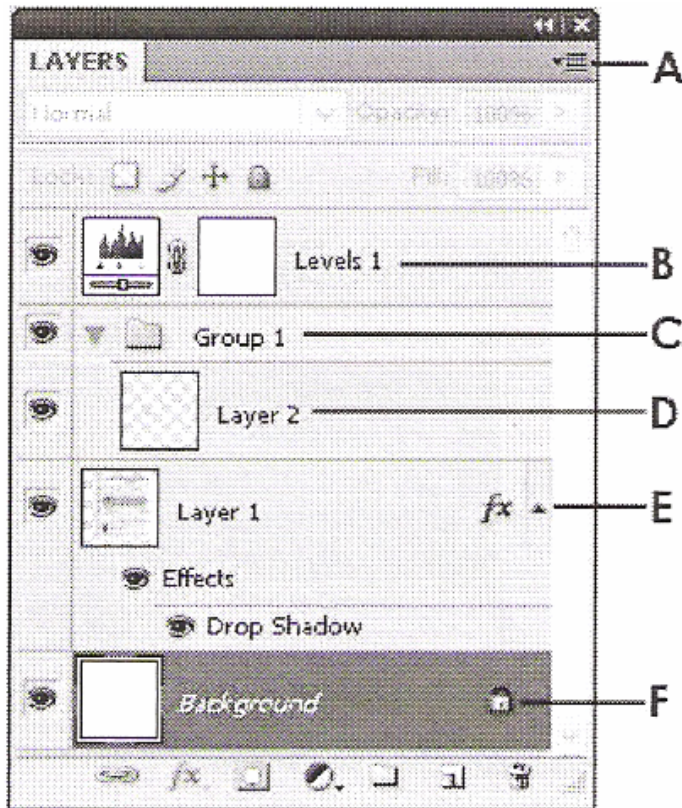 LAYERS
A
Normal Opacity: 100%
Lock: Fill: 100%
Levels 1
B
Group 1
C
Layer 2
D
Layer 1 fx
E
Effects
Drop Shadow
Background
F
fx